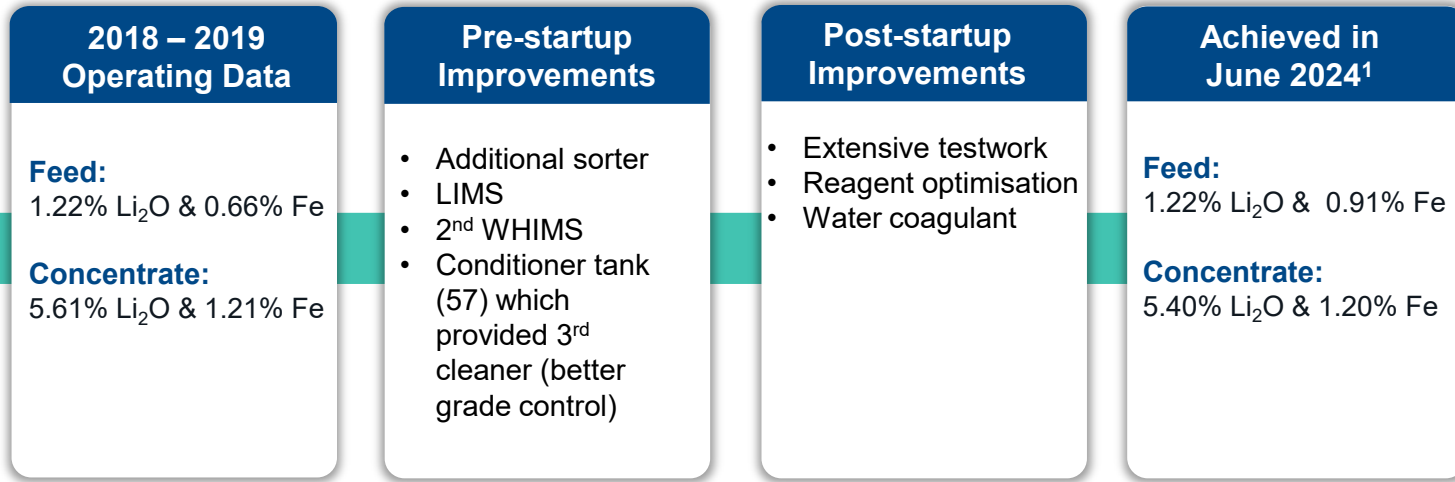 2018 – 2019
Operating Data
Feed:
1.22% Li₂O & 0.66% Fe
Concentrate:
5.61% Li₂O & 1.21% Fe
Pre-startup
Improvements
• Additional sorter
• LIMS
• 2ⁿᵈ WHIMS
• Conditioner tank
(57) which
provided 3ʳᵈ
cleaner (better
grade control)
Post-startup
Improvements
• Extensive testwork
• Reagent optimisation
• Water coagulant
Achieved in
June 2024¹
Feed:
1.22% Li₂O & 0.91% Fe
Concentrate:
5.40% Li₂O & 1.20% Fe